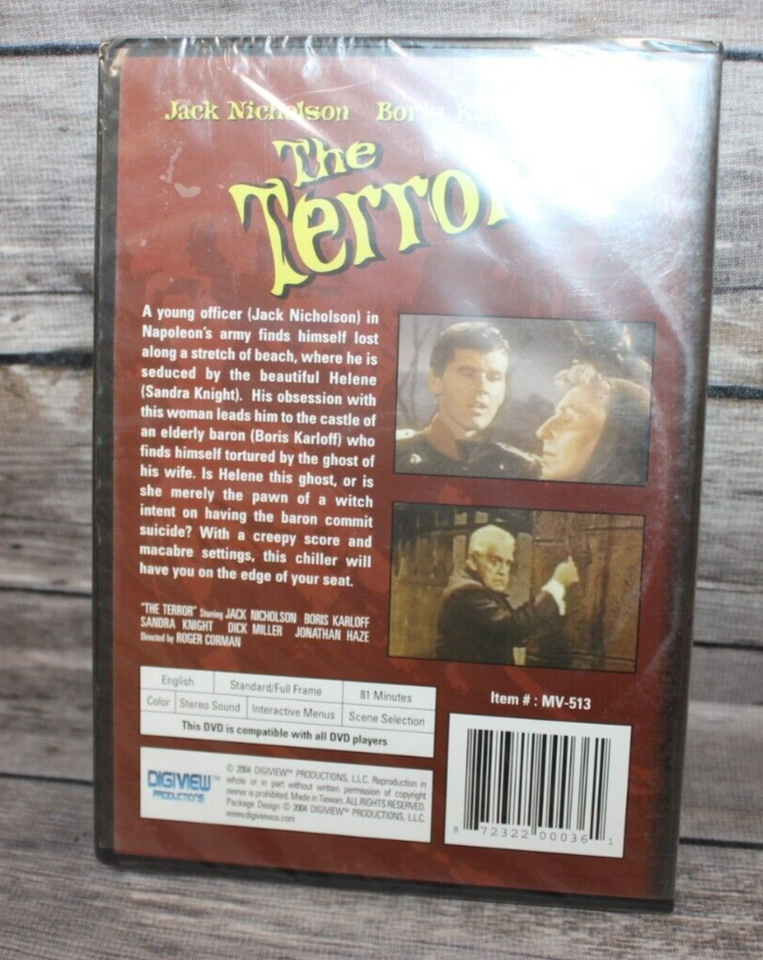 Jack Nicholson Boris
The
Terror
A young officer (Jack Nicholson) in
Napoleon's army finds himself lost
along a stretch of beach, where he is
seduced by the beautiful Helene
(Sandra Knight). His obsession with
this woman leads him to the castle of
an elderly baron (Boris Karloff) who
finds himself tortured by the ghost of
his wife. Is Helene this ghost, or is
she merely the pawn of a witch
intent on having the baron commit
suicide? With a creepy score and
macabre settings, this chiller will
have you on the edge of your seat.
"THE TERROR" Starring JACK NICHOLSON BORIS KARLOFF
SANDRA KNIGHT DICK MILLER JONATHAN HAZE
Directed by ROGER CORMAN
English Standard/Full Frame 81 Minutes
Color Stereo Sound Interactive Menus Scene Selection
This DVD is compatible with all DVD players
DIGIVIEW™
PRODUCTIONS
© 2004 DIGIVIEW™ PRODUCTIONS, L.L.C. Reproduction in
whole or in part without written permission of copyright
owner is prohibited. Made in Taiwan. ALL RIGHTS RESERVED.
Package Design © 2004 DIGIVIEW™ PRODUCTIONS, L.L.C.
www.digiviewus.com
Item # : MV-513
8 72322 00036 1